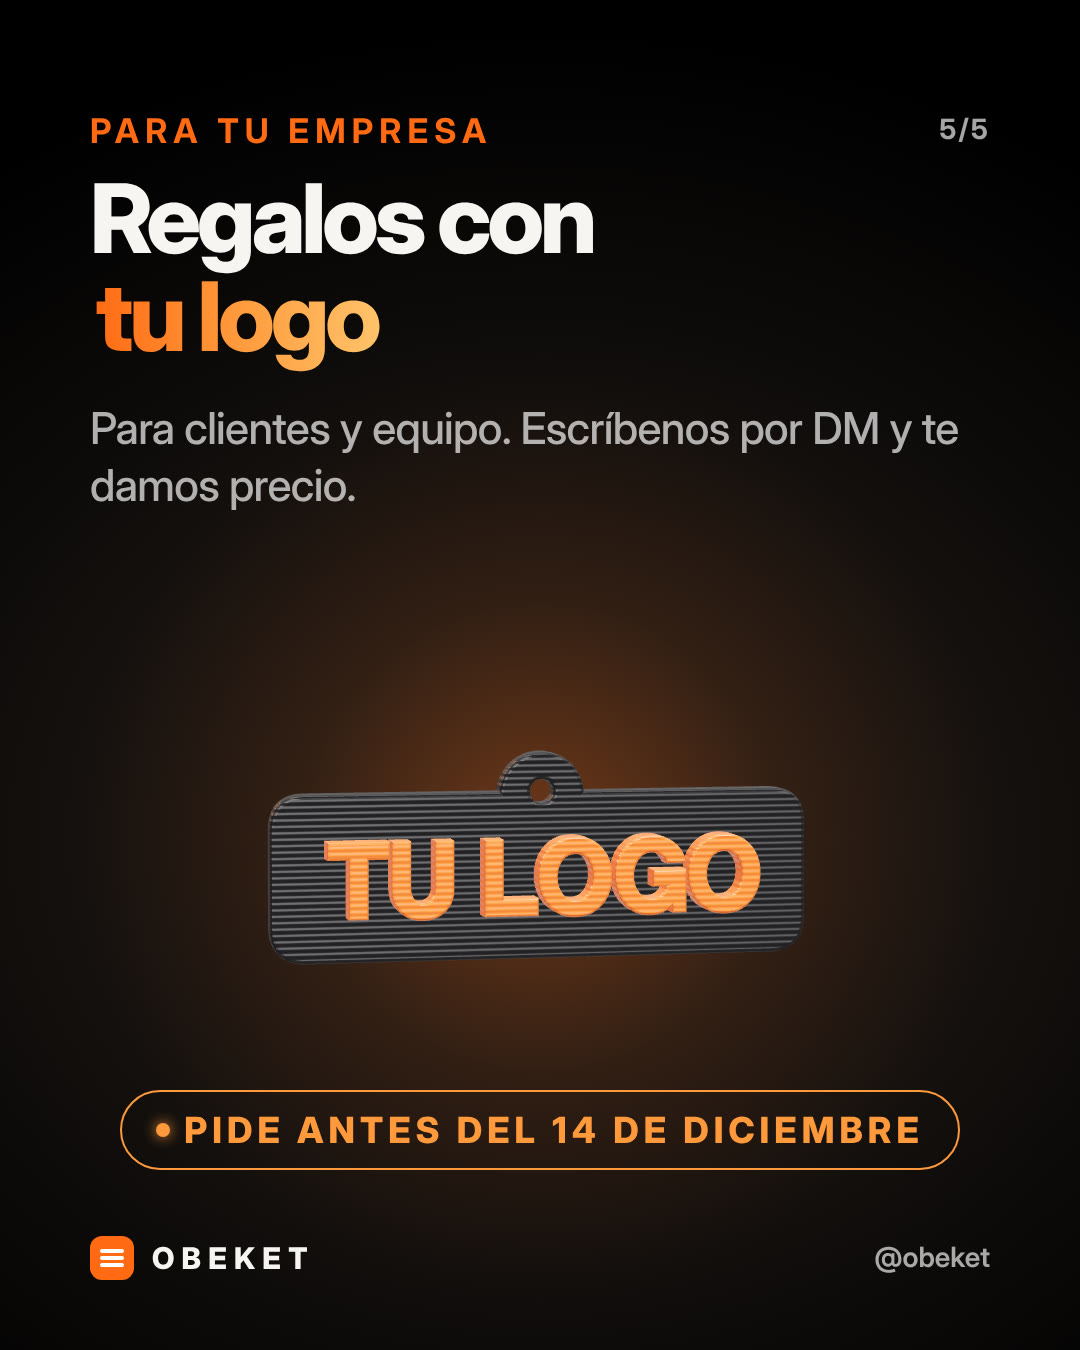 PARA TU EMPRESA
5/5
Regalos con
tu logo
Para clientes y equipo. Escríbenos por DM y te
damos precio.
TU LOGO
PIDE ANTES DEL 14 DE DICIEMBRE
OBEKET
@obeket